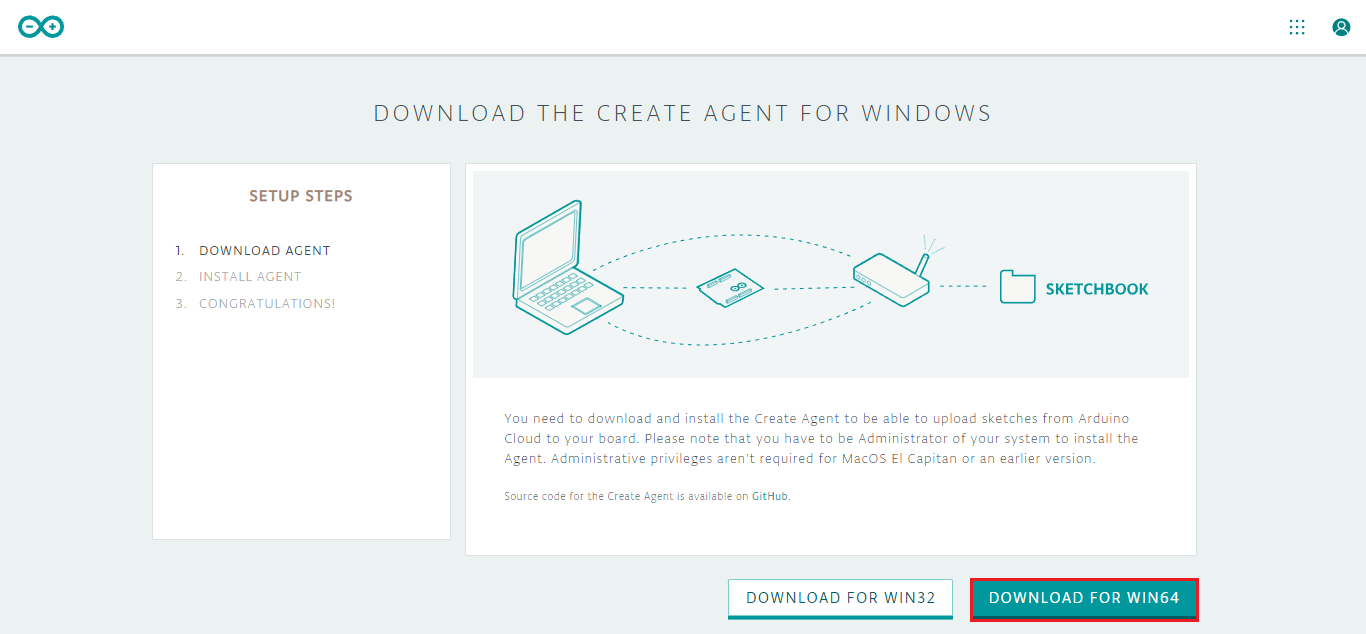 DOWNLOAD THE CREATE AGENT FOR WINDOWS
SETUP STEPS
1. DOWNLOAD AGENT
2. INSTALL AGENT
3. CONGRATULATIONS!
SKETCHBOOK
You need to download and install the Create Agent to be able to upload sketches from Arduino
Cloud to your board. Please note that you have to be Administrator of your system to install the
Agent. Administrative privileges aren't required for MacOS El Capitan or an earlier version.
Source code for the Create Agent is available on GitHub.
DOWNLOAD FOR WIN32
DOWNLOAD FOR WIN64